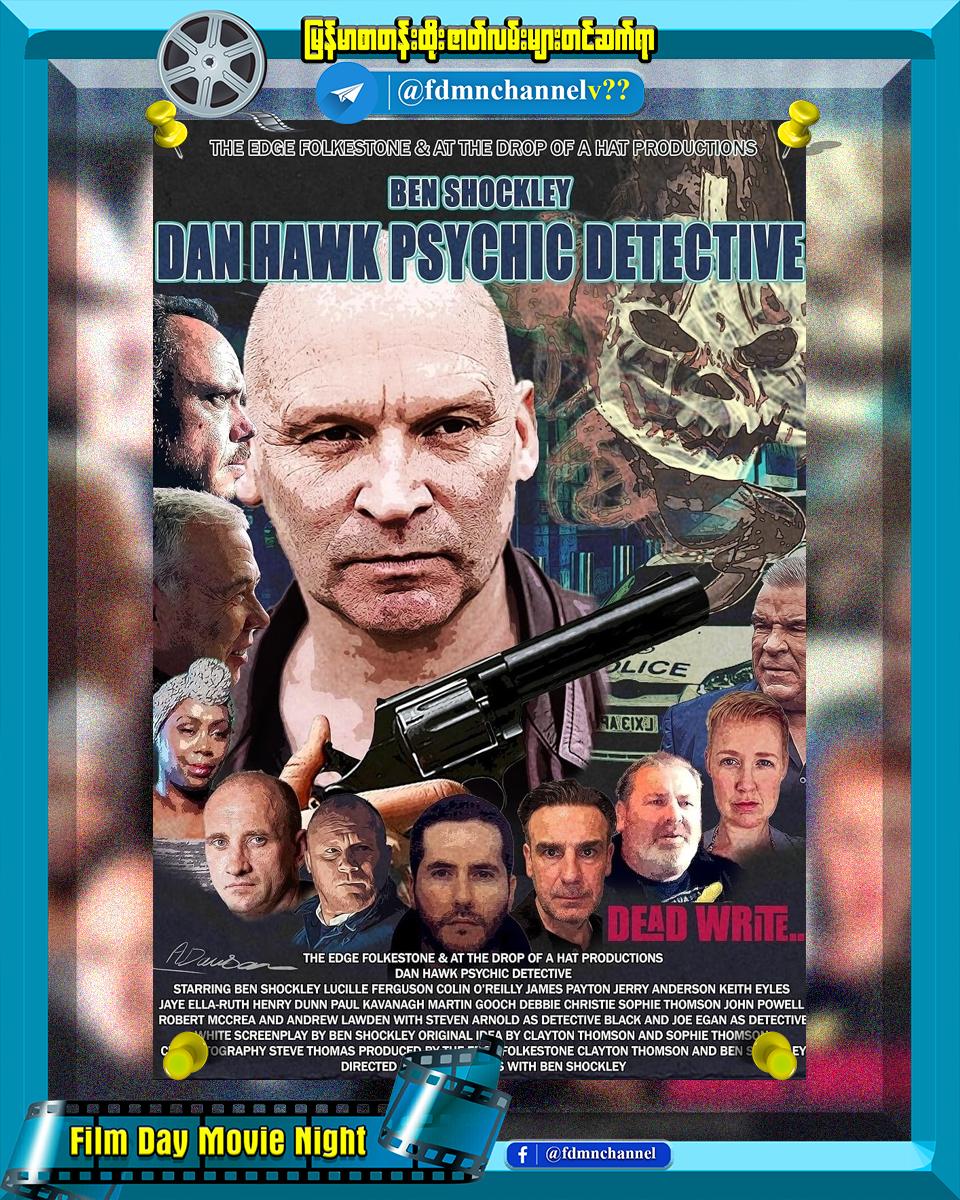 မြန်မာစာတန်းထိုးဇာတ်လမ်းများတင်ဆက်ရာ
@fdmnchannelv??
THE EDGE FOLKESTONE & AT THE DROP OF A HAT PRODUCTIONS
BEN SHOCKLEY
DAN HAWK PSYCHIC DETECTIVE
OLICE
DEAD WRITE..
THE EDGE FOLKESTONE & AT THE DROP OF A HAT PRODUCTIONS
DAN HAWK PSYCHIC DETECTIVE
STARRING BEN SHOCKLEY LUCILLE FERGUSON COLIN O'REILLY JAMES PAYTON JERRY ANDERSON KEITH EYLES
JAYE ELLA-RUTH HENRY DUNN PAUL KAVANAGH MARTIN GOOCH DEBBIE CHRISTIE SOPHIE THOMSON JOHN POWELL
ROBERT MCCREA AND ANDREW LAWDEN WITH STEVEN ARNOLD AS DETECTIVE BLACK AND JOE EGAN AS DETECTIVE
WHITE SCREENPLAY BY BEN SHOCKLEY ORIGINAL IDEA BY CLAYTON THOMSON AND SOPHIE THOMSON
STEVE THOMAS PRODUCED BY THE FOLKESTONE CLAYTON THOMSON AND BEN
DIRECTED WITH BEN SHOCKLEY
Film Day Movie Night
@fdmnchannel